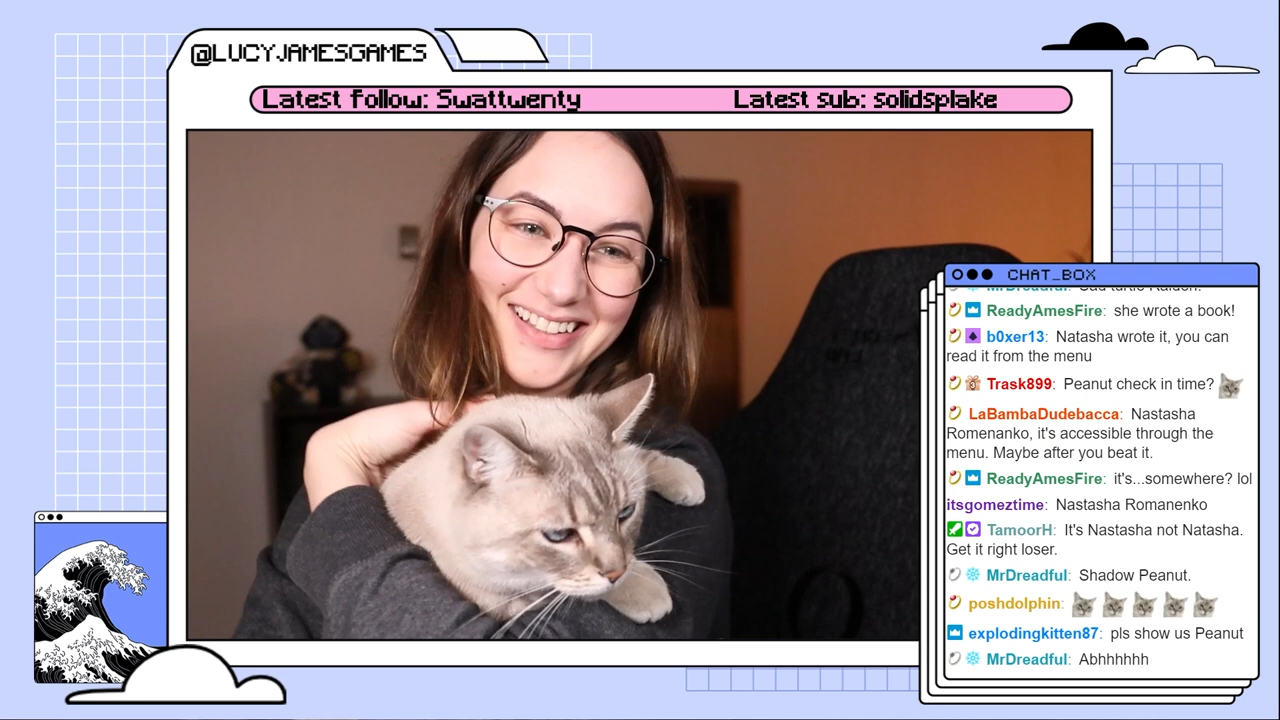 @LUCYJAMESGAMES
Latest follow: Swattwenty
Latest sub: solidsplake
CHAT_BOX
ReadyAmesFire: she wrote a book!
b0xer13: Natasha wrote it, you can
read it from the menu
Trask899: Peanut check in time?
LaBambaDudebacca: Nastasha
Romenanko, it's accessible through the
menu. Maybe after you beat it.
ReadyAmesFire: it's...somewhere? lol
itsgomeztime: Nastasha Romanenko
TamoorH: It's Nastasha not Natasha.
Get it right loser.
MrDreadful: Shadow Peanut.
poshdolphin:
explodingkitten87: pls show us Peanut
MrDreadful: Abhhhhhh